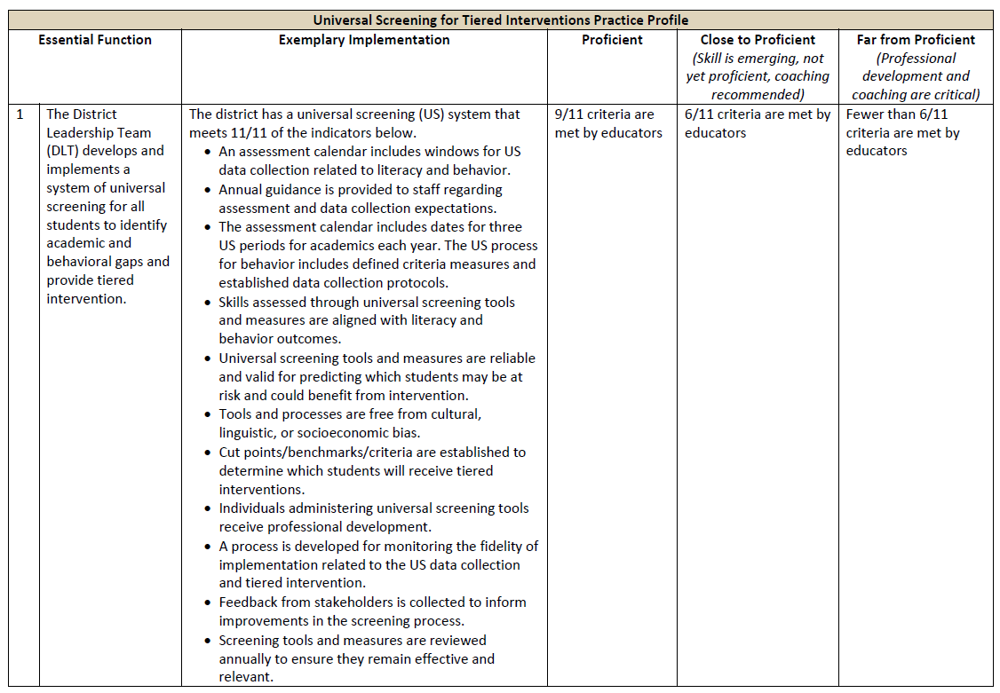 Universal Screening for Tiered Interventions Practice Profile
Essential Function
Exemplary Implementation
Proficient
Close to Proficient
(Skill is emerging, not
yet proficient, coaching
recommended)
Far from Proficient
(Professional
development and
coaching are critical)
1
The District
Leadership Team
(DLT) develops and
implements a
system of universal
screening for all
students to identify
academic and
behavioral gaps and
provide tiered
intervention.
The district has a universal screening (US) system that
meets 11/11 of the indicators below.
• An assessment calendar includes windows for US
data collection related to literacy and behavior.
• Annual guidance is provided to staff regarding
assessment and data collection expectations.
• The assessment calendar includes dates for three
US periods for academics each year. The US process
for behavior includes defined criteria measures and
established data collection protocols.
• Skills assessed through universal screening tools
and measures are aligned with literacy and
behavior outcomes.
• Universal screening tools and measures are reliable
and valid for predicting which students may be at
risk and could benefit from intervention.
• Tools and processes are free from cultural,
linguistic, or socioeconomic bias.
• Cut points/benchmarks/criteria are established to
determine which students will receive tiered
interventions.
• Individuals administering universal screening tools
receive professional development.
• A process is developed for monitoring the fidelity of
implementation related to the US data collection
and tiered intervention.
• Feedback from stakeholders is collected to inform
improvements in the screening process.
• Screening tools and measures are reviewed
annually to ensure they remain effective and
relevant.
9/11 criteria are
met by educators
6/11 criteria are met by
educators
Fewer than 6/11
criteria are met by
educators